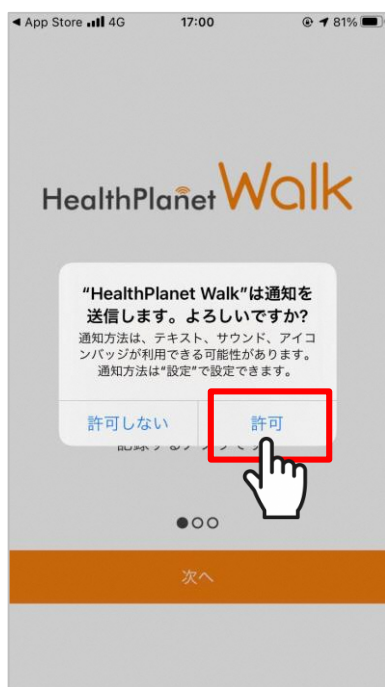 ◀ App Store 4G 17:00 81%
HealthPlanet Walk
“HealthPlanet Walk”は通知を
送信します。よろしいですか?
通知方法は、テキスト、サウンド、アイコ
ンバッジが利用できる可能性があります。
通知方法は“設定”で設定できます。
許可しない 許可
次へ